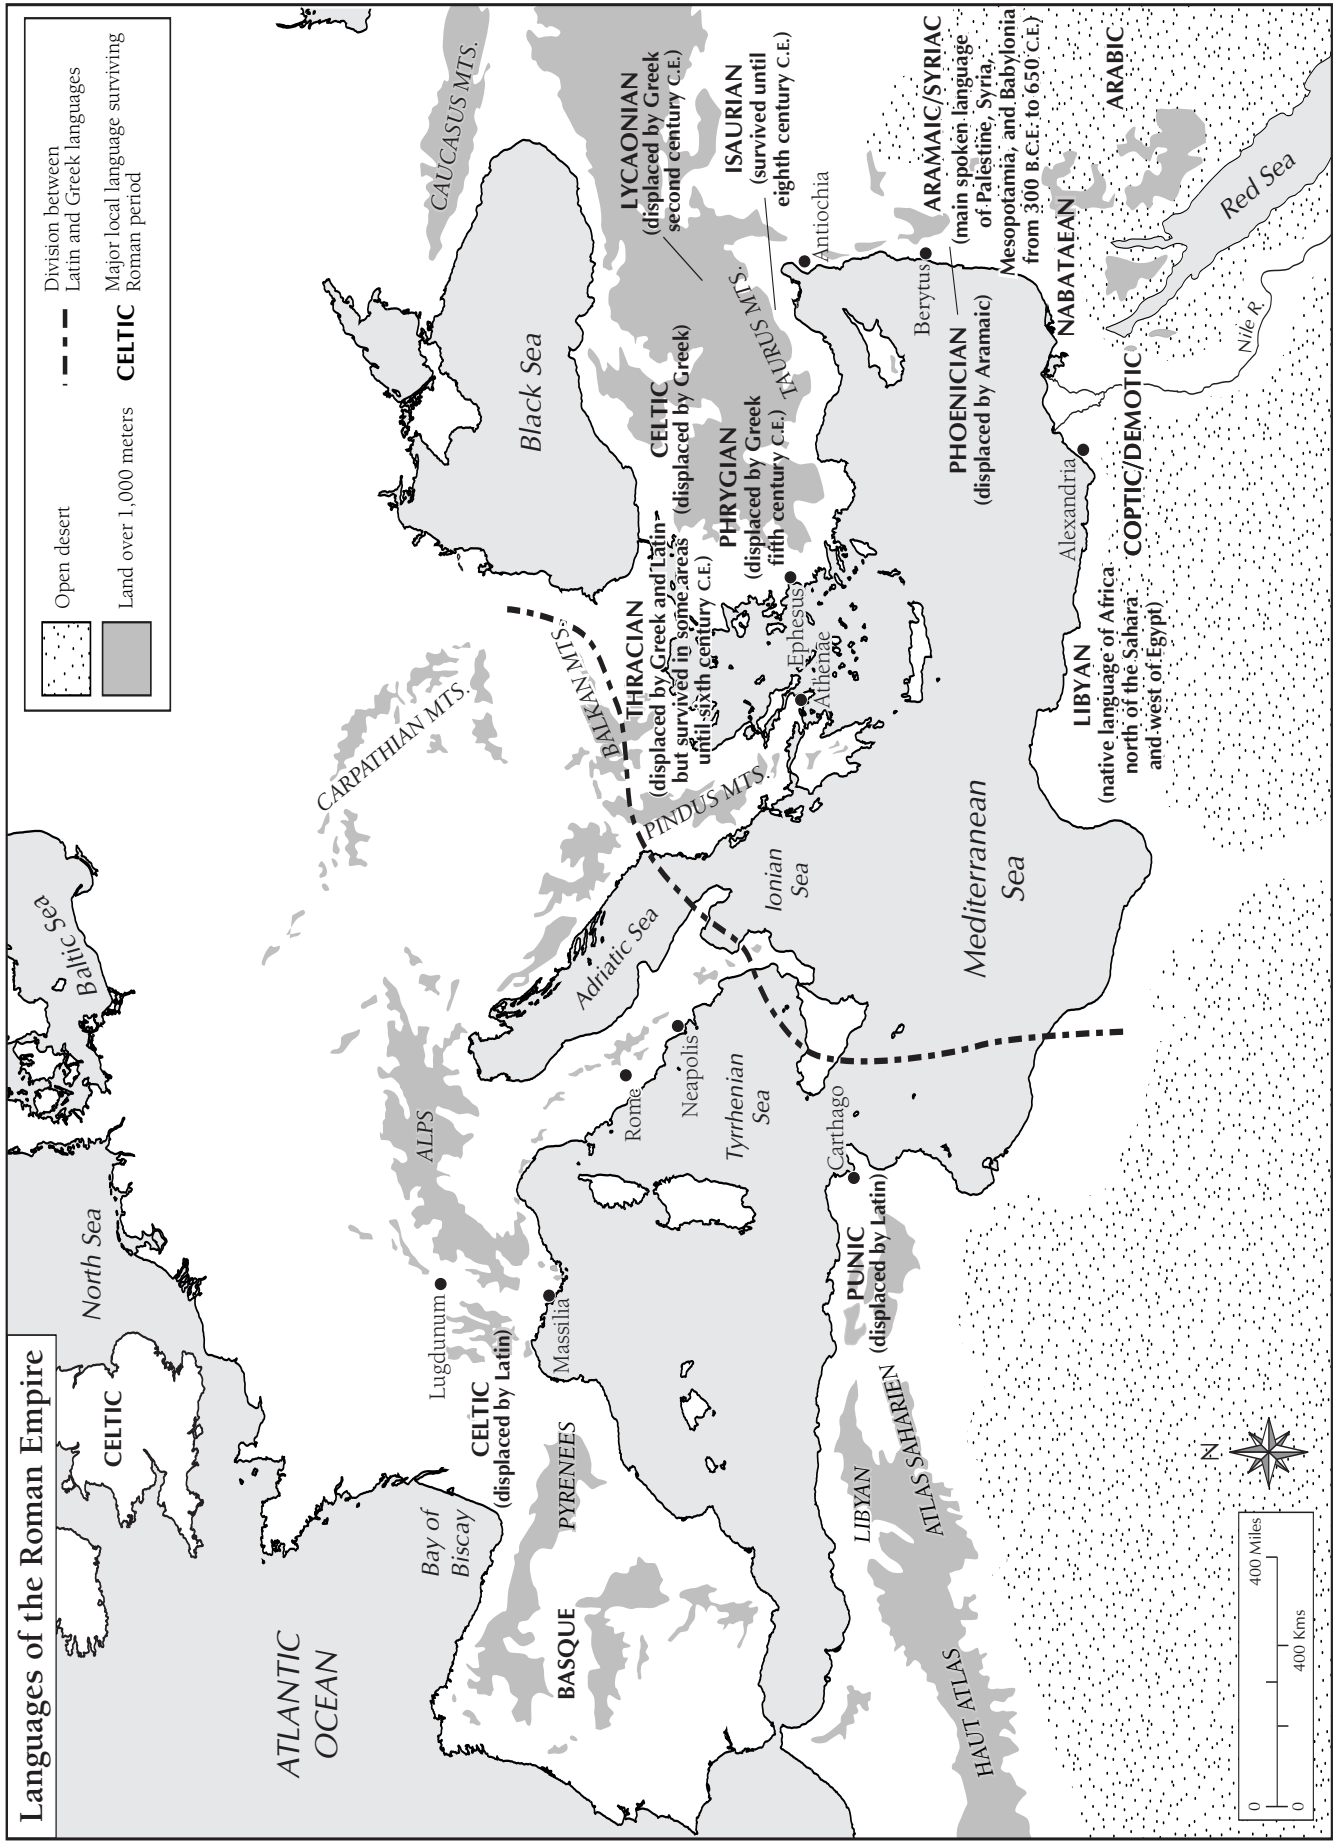 Languages of the Roman Empire
Open desert
Land over 1,000 meters
Division between
Latin and Greek languages
CELTIC
Major local language surviving
Roman period
ATLANTIC
OCEAN
North Sea
Baltic Sea
CELTIC
Bay of
Biscay
Lugdunum
CELTIC
(displaced by Latin)
Massilia
PYRENEES
BASQUE
ALPS
CARPATHIAN MTS.
CAUCASUS MTS.
Black Sea
Adriatic Sea
BALKAN MTS.
THRACIAN
(displaced by Greek and Latin-
but survived in some areas
until sixth century C.E.)
CELTIC
(displaced by Greek)
LYCAONIAN
(displaced by Greek
second century C.E.)
PHRYGIAN
(displaced by Greek
fifth century C.E.)
ISAURIAN
(survived until
eighth century C.E.)
TAURUS MTS.
PINDUS MTS.
Rome
Neapolis
Tyrrhenian
Sea
Ionian
Sea
Athenae
Ephesus
Antiochia
Berytus
ARAMAIC/SYRIAC
(main spoken language
of Palestine, Syria,
Mesopotamia, and Babylonia
from 300 B.C.E. to 650 C.E.)
PHOENICIAN
(displaced by Aramaic)
Mediterranean
Sea
Carthago
PUNIC
(displaced by Latin)
LIBYAN
ATLAS SAHARIEN
HAUT ATLAS
LIBYAN
(native language of Africa
north of the Sahara
and west of Egypt)
Alexandria
COPTIC/DEMOTIC
NABATAEAN
ARABIC
Nile R.
Red Sea
N
0
400 Miles
0
400 Kms